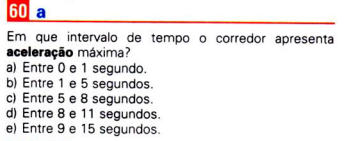 60 a
Em que intervalo de tempo o corredor apresenta
aceleração máxima?
a) Entre 0 e 1 segundo.
b) Entre 1 e 5 segundos.
c) Entre 5 e 8 segundos.
d) Entre 8 e 11 segundos.
e) Entre 9 e 15 segundos.